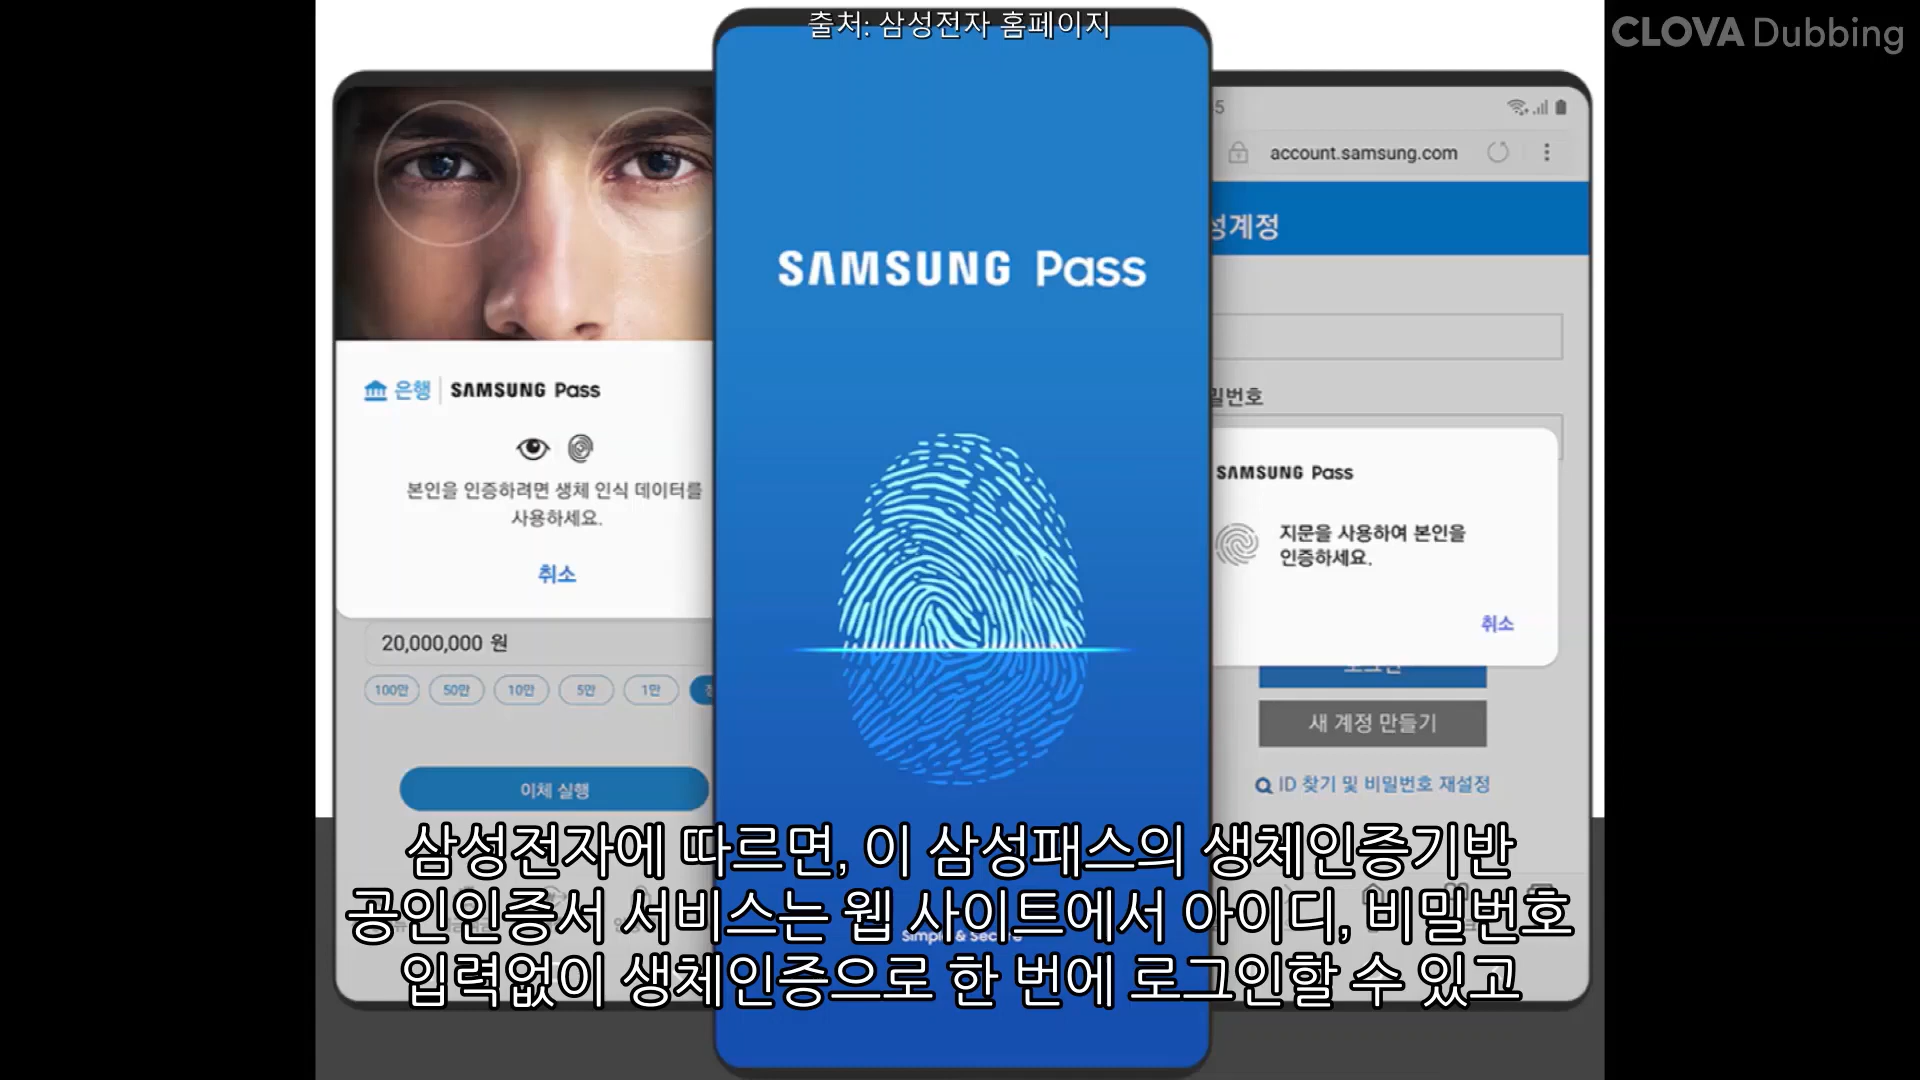 출처: 삼성전자 홈페이지
CLOVA Dubbing
account.samsung.com
성계정
SAMSUNG Pass
은행 SAMSUNG Pass
밀번호
본인을 인증하려면 생체 인식 데이터를
사용하세요.
취소
SAMSUNG Pass
지문을 사용하여 본인을
인증하세요.
취소
20,000,000 원
100만 50만 10만 5만 1만
로그인
새 계정 만들기
이체 실행
ID 찾기 및 비밀번호 재설정
삼성전자에 따르면, 이 삼성패스의 생체인증기반
공인인증서 서비스는 웹 사이트에서 아이디, 비밀번호
Simple & Secure
입력없이 생체인증으로 한 번에 로그인할 수 있고